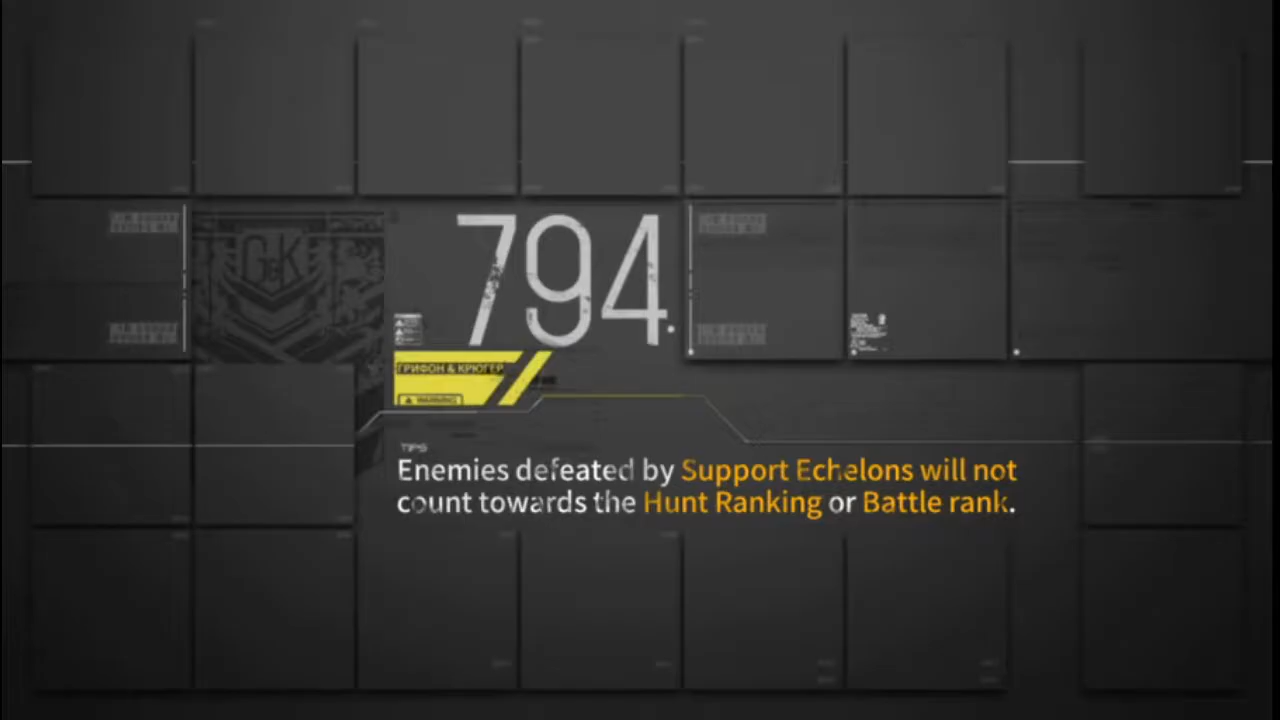 G&K
794.
ГРИФОН & КРЮГЕР
WARNING
TIPS
Enemies defeated by Support Echelons will not
count towards the Hunt Ranking or Battle rank.